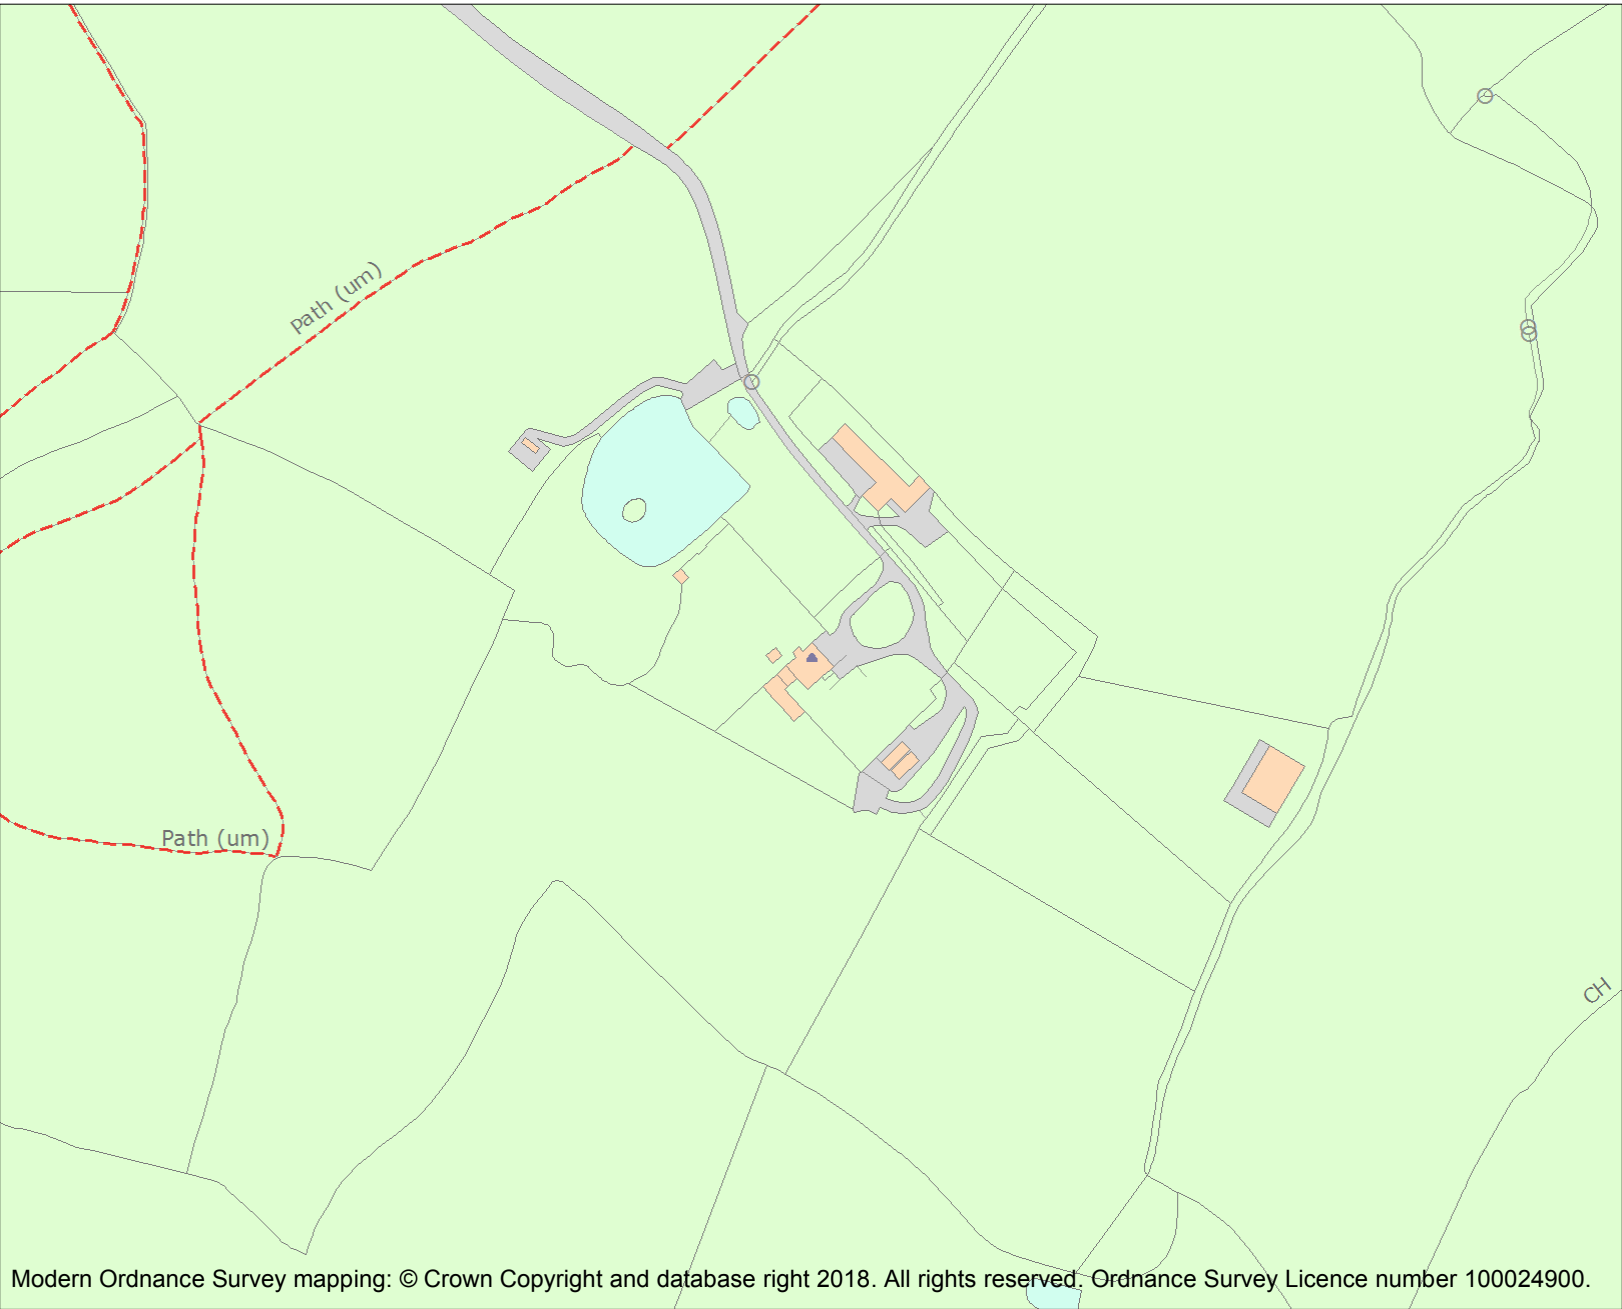 Path (um)
Path (um)
CH
Modern Ordnance Survey mapping: © Crown Copyright and database right 2018. All rights reserved. Ordnance Survey Licence number 100024900.